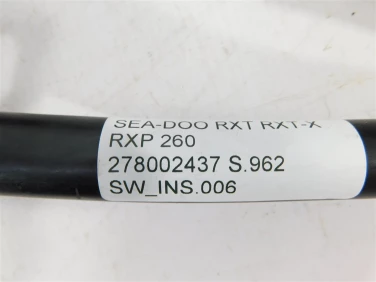 SEA-DOO RXT RXT-X
RXP 260
278002437 S.962
SW_INS.006